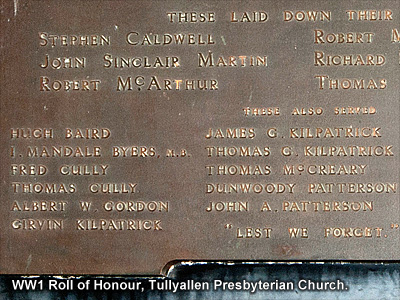 THESE LAID DOWN THEIR
STEPHEN CALDWELL ROBERT M
JOHN SINCLAIR MARTIN RICHARD
ROBERT McARTHUR THOMAS
THESE ALSO SERVED
HUGH BAIRD JAMES G. KILPATRICK
I. MANDALE BYERS, M.B. THOMAS G. KILPATRICK
FRED CULLY THOMAS McCREARY
THOMAS CULLY DUNWOODY PATTERSON
ALBERT W. GORDON JOHN A. PATTERSON
GIRVIN KILPATRICK
"LEST WE FORGET."
WW1 Roll of Honour, Tullyallen Presbyterian Church.